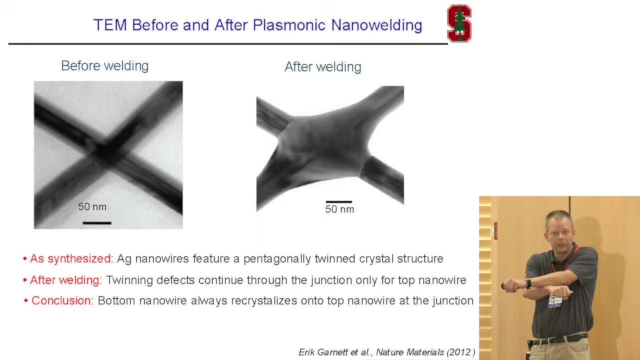 TEM Before and After Plasmonic Nanowelding
Before welding
After welding
50 nm
50 nm
• As synthesized: Ag nanowires feature a pentagonally twinned crystal structure
• After welding: Twinning defects continue through the junction only for top nanowire
• Conclusion: Bottom nanowire always recrystalizes onto top nanowire at the junction
Erik Garnett et al., Nature Materials (2012 )